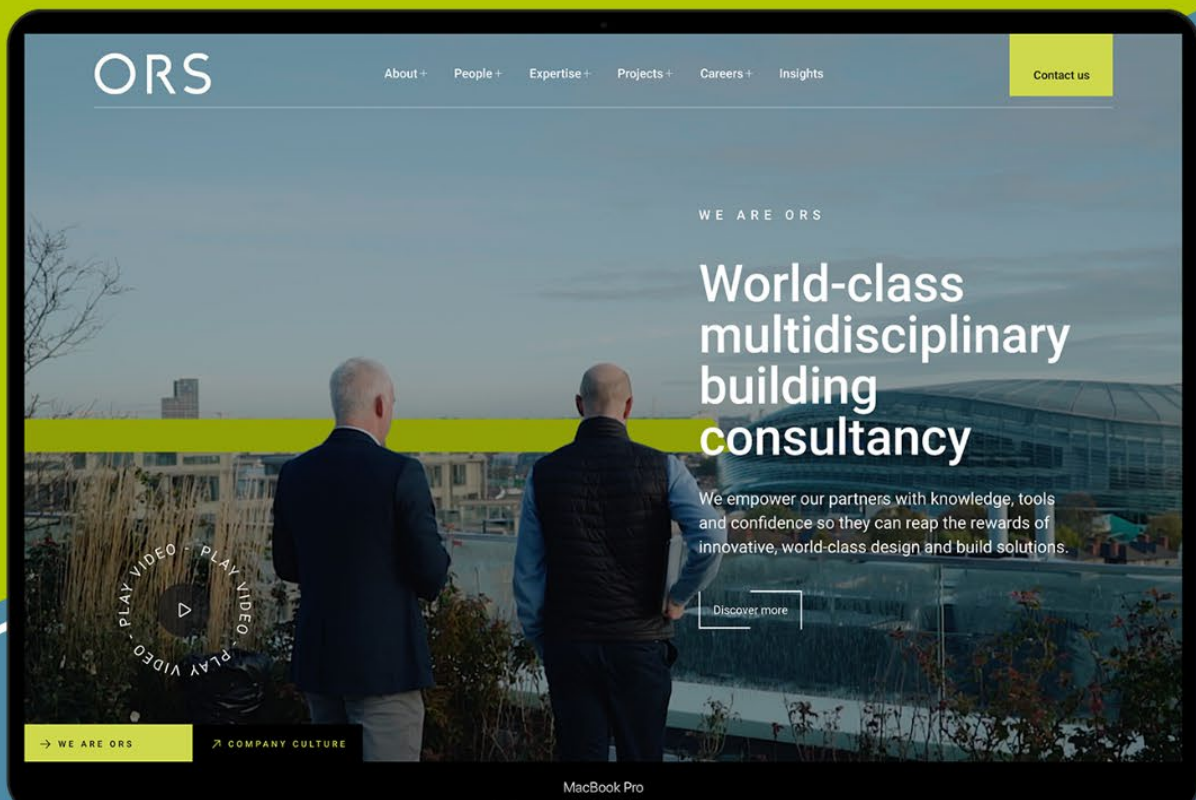 ORS
About +
People +
Expertise +
Projects +
Careers +
Insights
Contact us
WE ARE ORS
World-class
multidisciplinary
building
consultancy
We empower our partners with knowledge, tools
and confidence so they can reap the rewards of
innovative, world-class design and build solutions.
Discover more
PLAY VIDEO - PLAY VIDEO - PLAY VIDEO -
→ WE ARE ORS
↗ COMPANY CULTURE
MacBook Pro